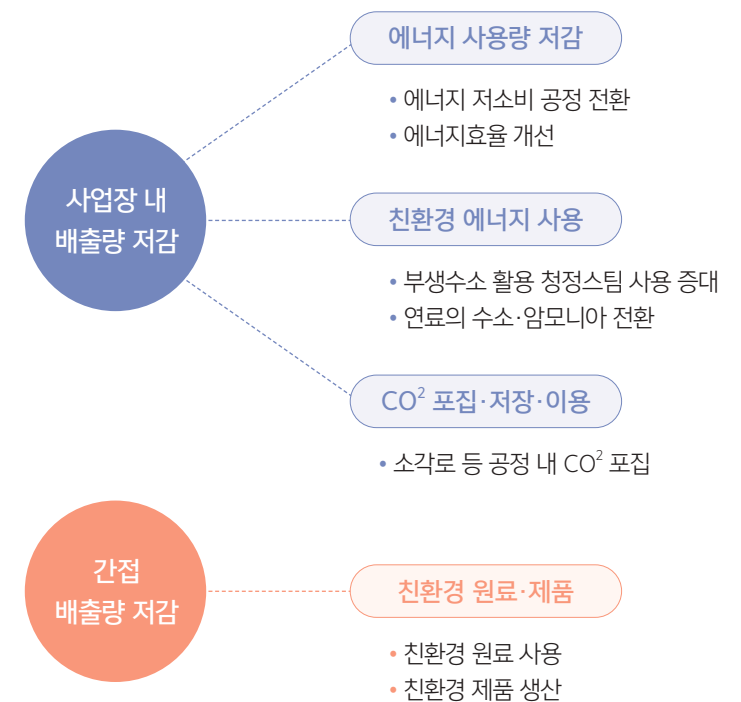 에너지 사용량 저감
• 에너지 저소비 공정 전환
• 에너지효율 개선
사업장 내
배출량 저감
친환경 에너지 사용
• 부생수소 활용 청정스팀 사용 증대
• 연료의 수소·암모니아 전환
CO² 포집·저장·이용
• 소각로 등 공정 내 CO² 포집
간접
배출량 저감
친환경 원료·제품
• 친환경 원료 사용
• 친환경 제품 생산